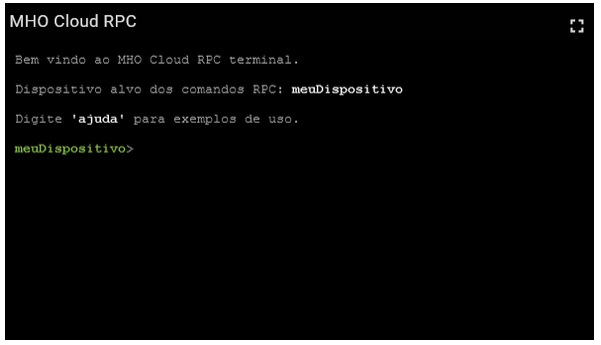 MHO Cloud RPC
Bem vindo ao MHO Cloud RPC terminal.
Dispositivo alvo dos comandos RPC: meuDispositivo
Digite 'ajuda' para exemplos de uso.
meuDispositivo>